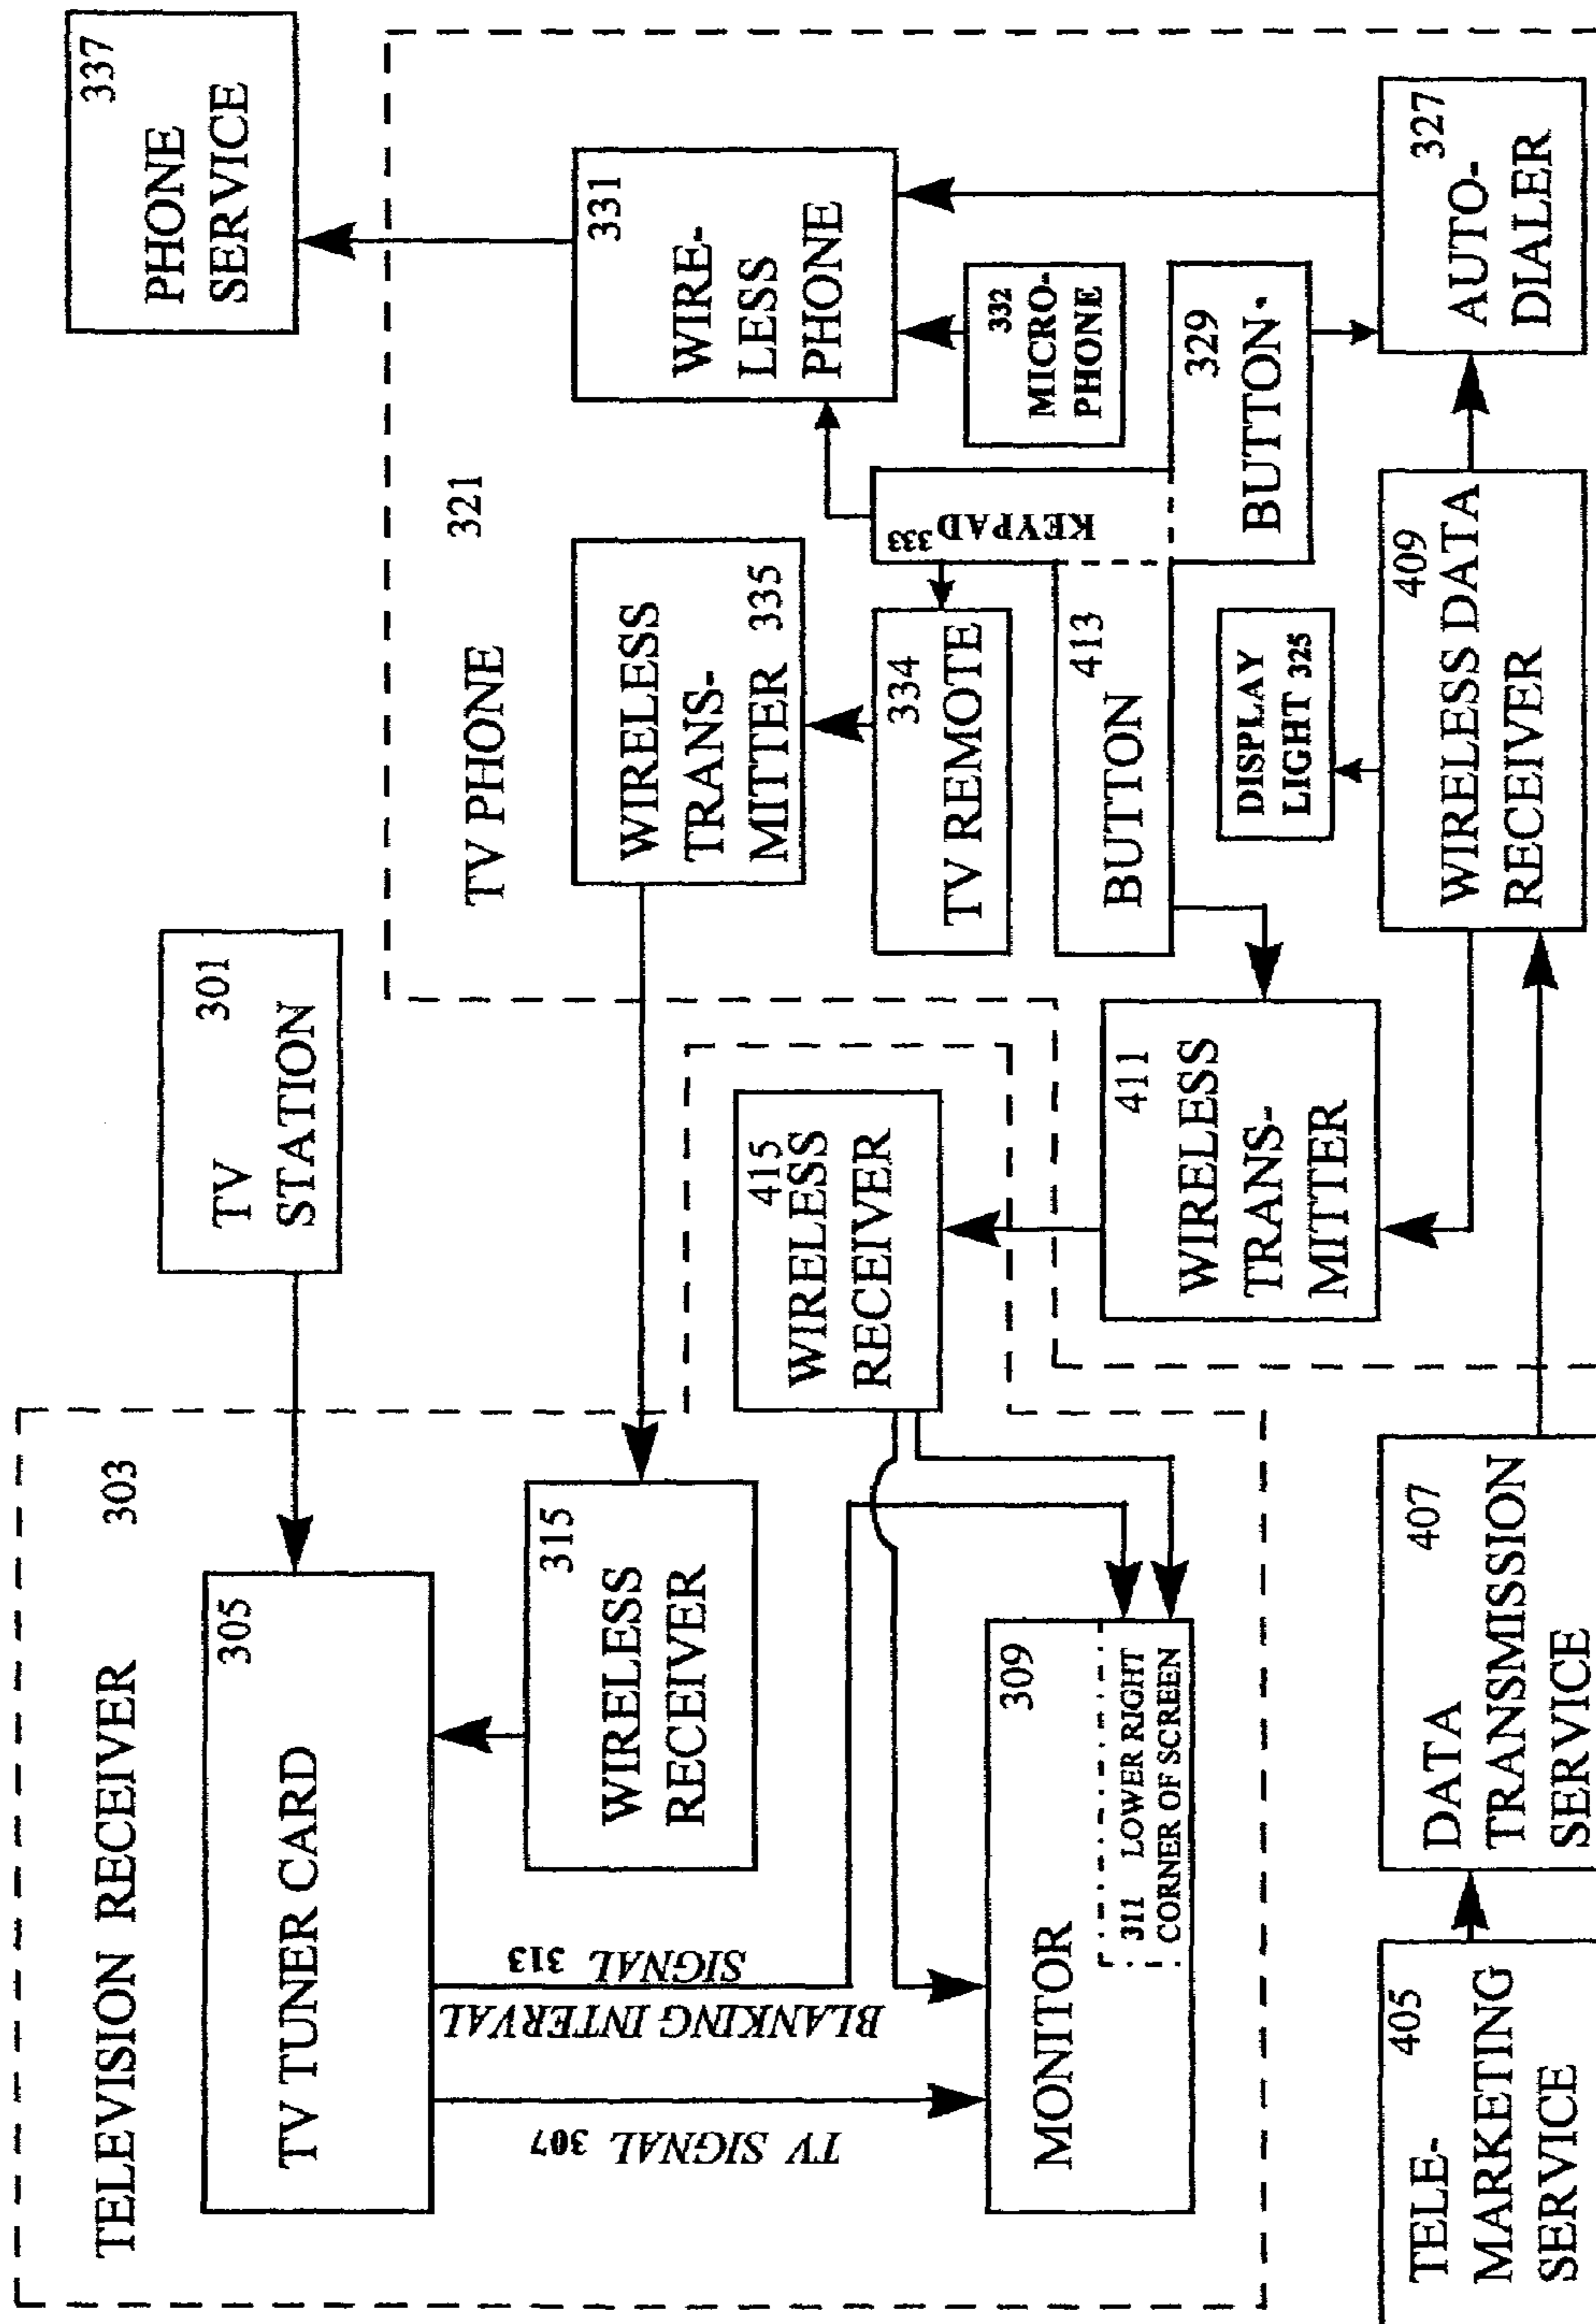 TELEVISION RECEIVER 303
305
TV TUNER CARD
TV SIGNAL 307
BLANKING INTERVAL
SIGNAL 313
315
WIRELESS
RECEIVER
309
MONITOR
311 LOWER RIGHT
CORNER OF SCREEN
301
TV
STATION
415
WIRELESS
RECEIVER
TV PHONE 321
WIRELESS
TRANS-
MITTER 335
334
TV REMOTE
KEYPAD 333
BUTTON 413
329
BUTTON.
DISPLAY
LIGHT 325
411
WIRELESS
TRANS-
MITTER
337
PHONE
SERVICE
331
WIRE-
LESS
PHONE
332
MICRO-
PHONE
327
AUTO-
DIALER
409
WIRELESS DATA
RECEIVER
407
DATA
TRANSMISSION
SERVICE
405
TELE-
MARKETING
SERVICE